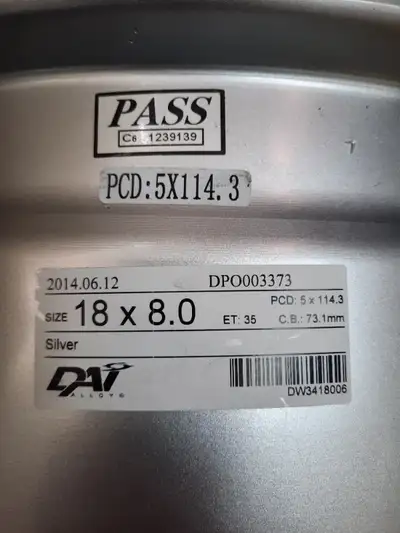 PASS
C6 1239139
PCD:5X114.3
2014.06.12 DPO003373
SIZE 18 x 8.0 ET: 35 PCD: 5 x 114.3
C.B.: 73.1mm
Silver
DAI
ALLOYS
DW3418006